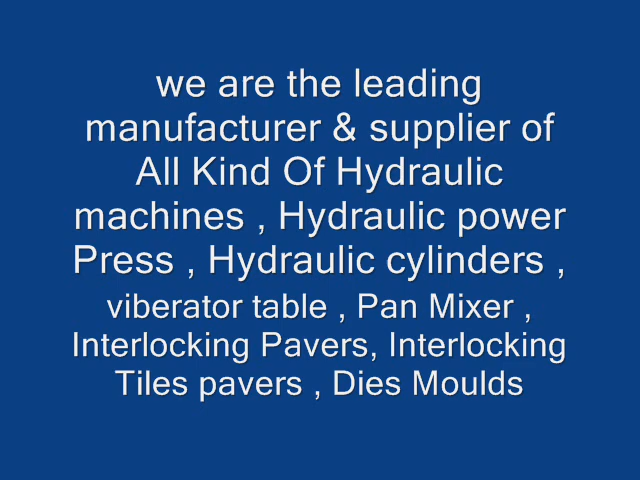 we are the leading
manufacturer & supplier of
All Kind Of Hydraulic
machines , Hydraulic power
Press , Hydraulic cylinders ,
viberator table , Pan Mixer ,
Interlocking Pavers, Interlocking
Tiles pavers , Dies Moulds